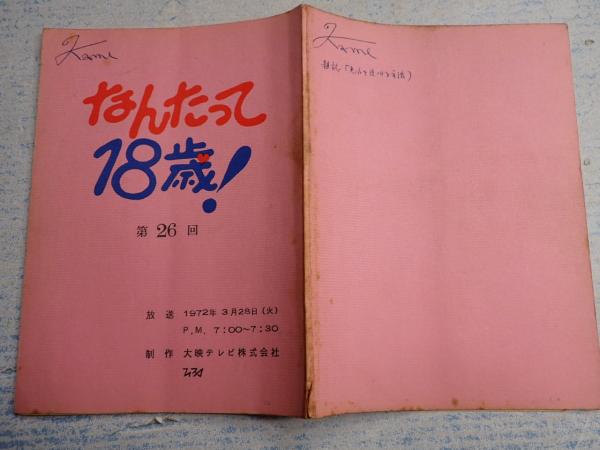 Kame
なんたって
18歳!
第 26 回
放送 1972年 3月28日(火)
P.M. 7:00~7:30
制作 大映テレビ株式会社
Kame